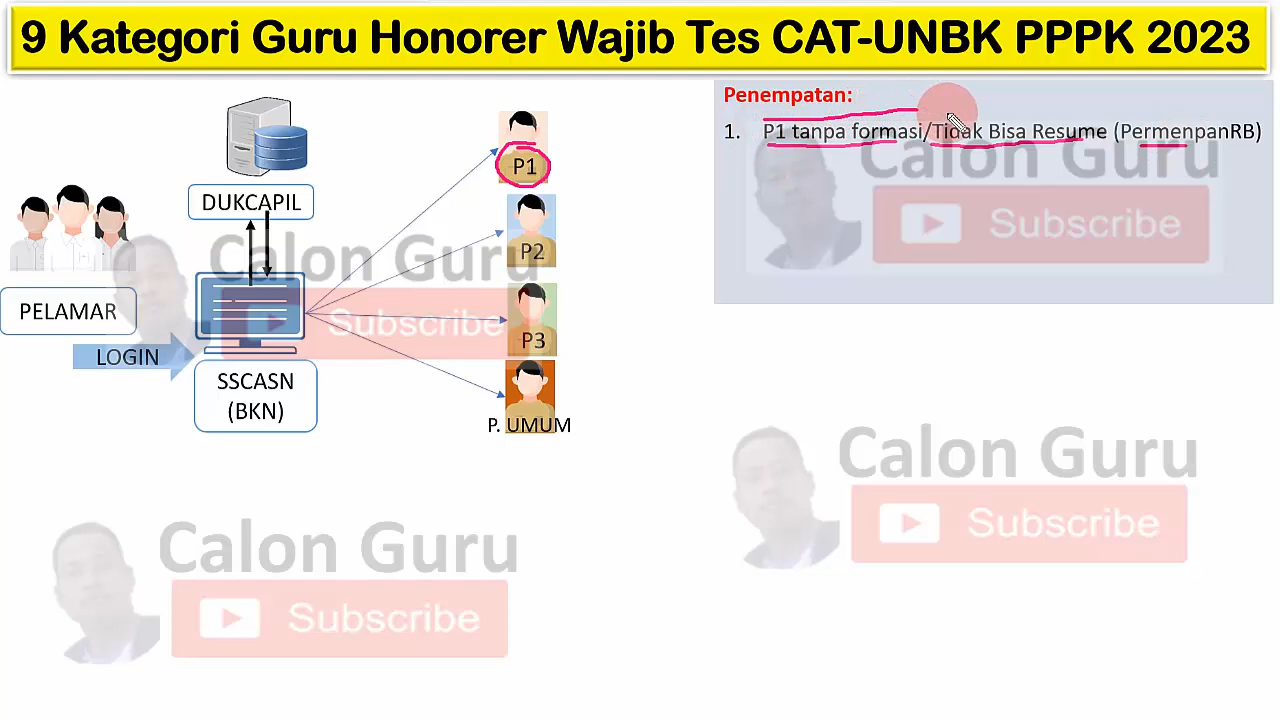 9 Kategori Guru Honorer Wajib Tes CAT-UNBK PPPK 2023
Penempatan:
1. P1 tanpa formasi/Tidak Bisa Resume (PermenpanRB)
Calon Guru
Subscribe
DUKCAPIL
P1
P2
P3
P. UMUM
PELAMAR
LOGIN
SSCASN
(BKN)
Calon Guru
Subscribe
Calon Guru
Subscribe
Calon Guru
Subscribe